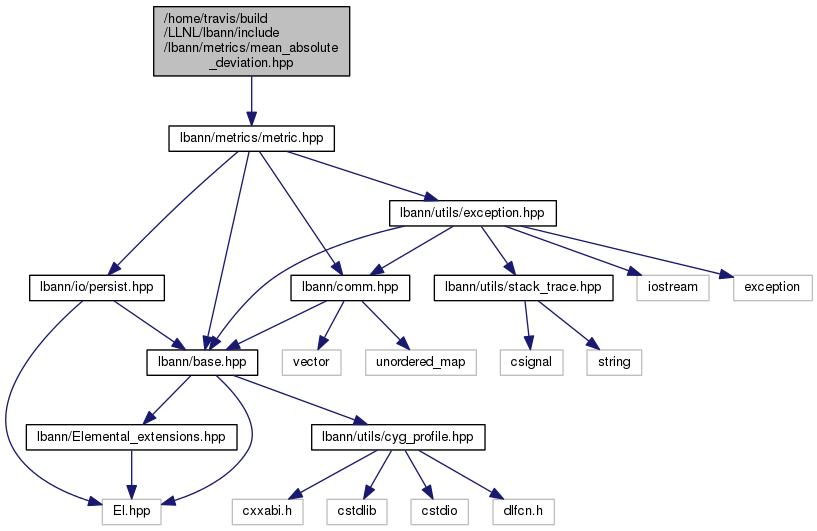 /home/travis/build
/LLNL/lbann/include
/lbann/metrics/mean_absolute
_deviation.hpp
lbann/metrics/metric.hpp
lbann/utils/exception.hpp
lbann/io/persist.hpp
lbann/comm.hpp
lbann/utils/stack_trace.hpp
iostream
exception
lbann/base.hpp
vector
unordered_map
csignal
string
lbann/Elemental_extensions.hpp
lbann/utils/cyg_profile.hpp
El.hpp
cxxabi.h
cstdlib
cstdio
dlfcn.h